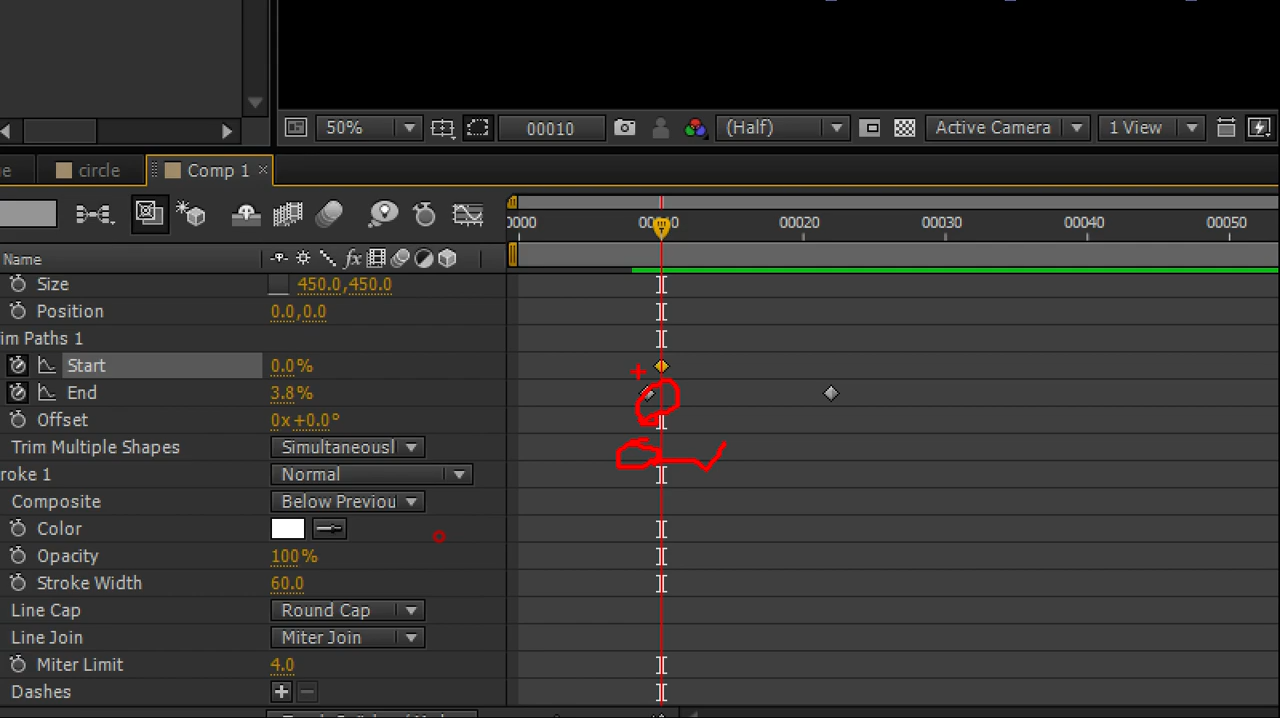 50%
00010
(Half)
Active Camera
1 View
e
circle
Comp 1
×
0000
00010
00020
00030
00040
00050
Name
fx
Size
450.0,450.0
Position
0.0,0.0
im Paths 1
Start
0.0%
End
3.8%
Offset
0x+0.0°
Trim Multiple Shapes
Simultaneousl
roke 1
Normal
Composite
Below Previou
Color
Opacity
100%
Stroke Width
60.0
Line Cap
Round Cap
Line Join
Miter Join
Miter Limit
4.0
Dashes